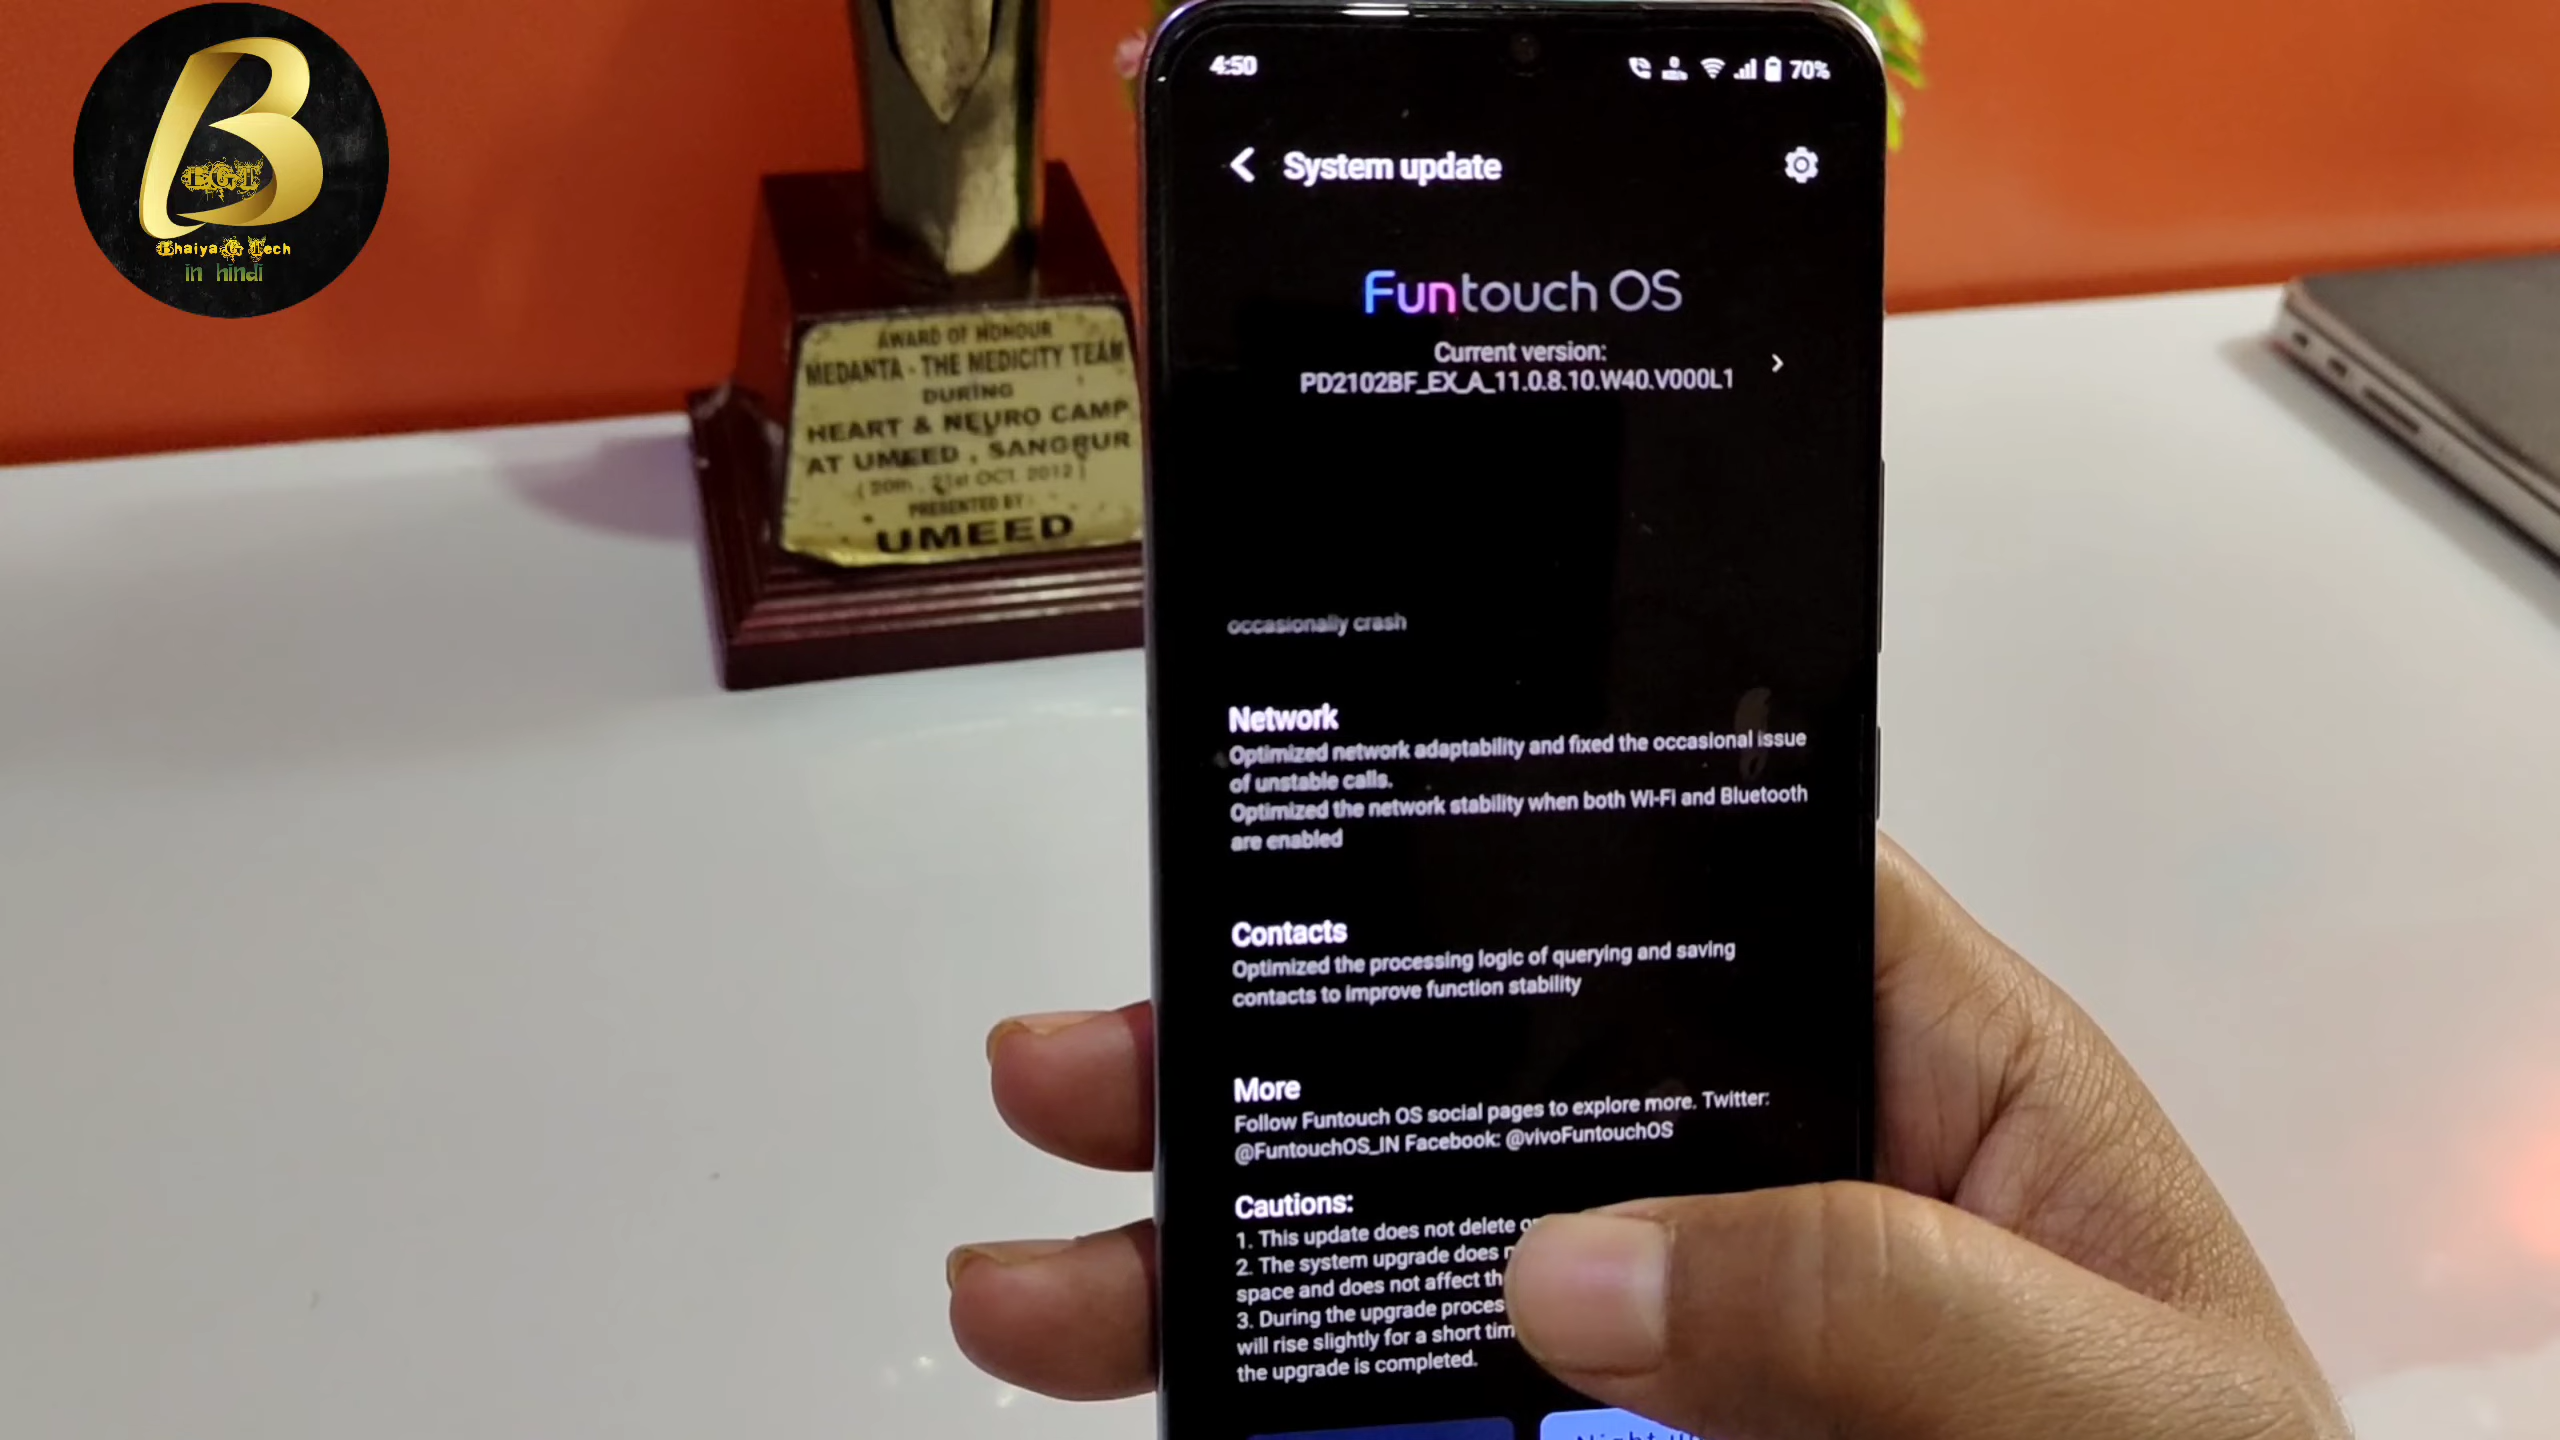 BGT
Bhaiya G Tech
in hindi
AWARD OF HONOUR
MEDANTA - THE MEDICITY TEAM
DURING
HEART & NEURO CAMP
AT UMEED , SANGRUR
( 20th , 21st OCT. 2012 )
PRESENTED BY :
UMEED
4:50
70%
System update
Funtouch OS
Current version:
PD2102BF_EX_A_11.0.8.10.W40.V000L1
occasionally crash
Network
Optimized network adaptability and fixed the occasional issue
of unstable calls.
Optimized the network stability when both Wi-Fi and Bluetooth
are enabled
Contacts
Optimized the processing logic of querying and saving
contacts to improve function stability
More
Follow Funtouch OS social pages to explore more. Twitter:
@FuntouchOS_IN Facebook: @vivoFuntouchOS
Cautions:
1. This update does not delete
2. The system upgrade does
space and does not affect
3. During the upgrade
will rise slightly for a short
the upgrade is completed.
Night